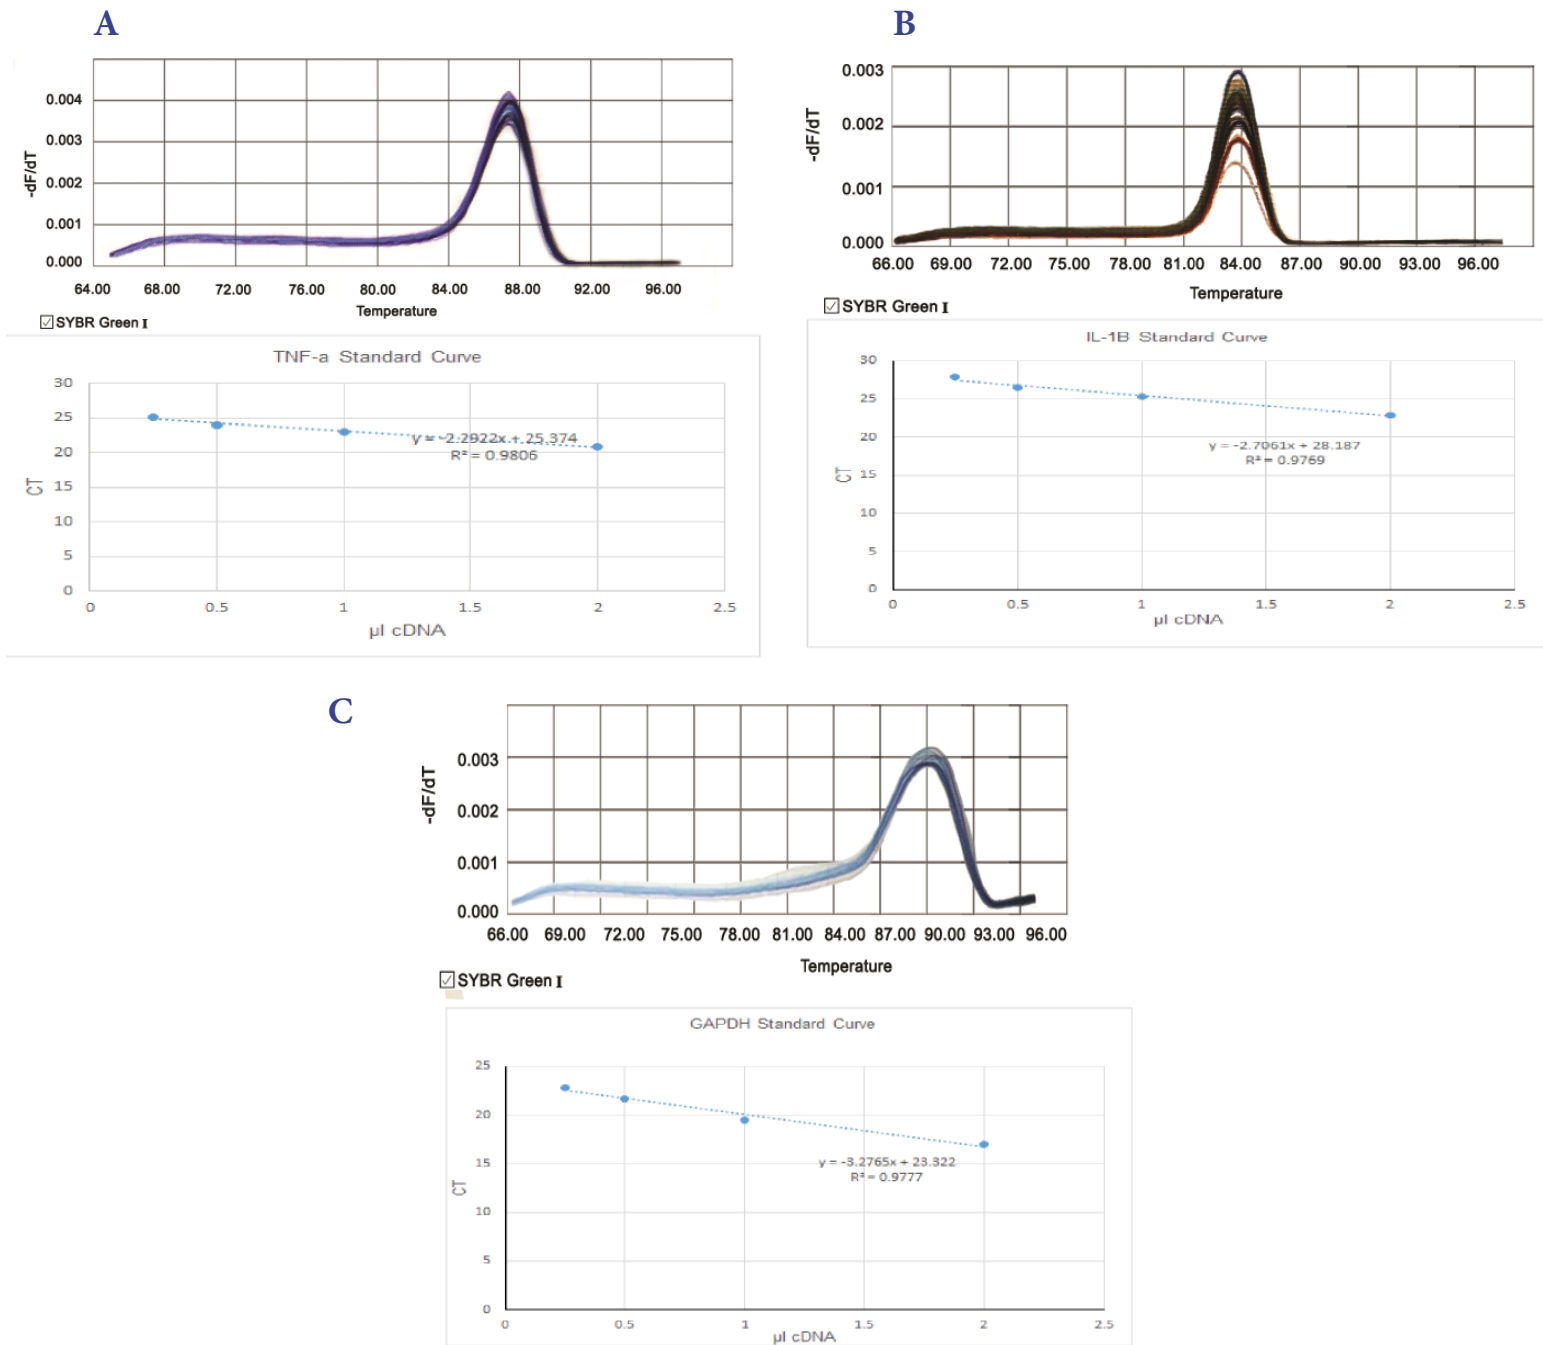 A
-dF/dT
0.004
0.003
0.002
0.001
0.000
64.00 68.00 72.00 76.00 80.00 84.00 88.00 92.00 96.00
Temperature
SYBR Green I
TNF-a Standard Curve
CT
30
25
20
15
10
5
0
y = -2.2922x + 25.374
R² = 0.9806
0 0.5 1 1.5 2 2.5
µl cDNA
B
-dF/dT
0.003
0.002
0.001
0.000
66.00 69.00 72.00 75.00 78.00 81.00 84.00 87.00 90.00 93.00 96.00
Temperature
SYBR Green I
IL-1B Standard Curve
CT
30
25
20
15
10
5
0
y = -2.7061x + 28.187
R² = 0.9769
0 0.5 1 1.5 2 2.5
µl cDNA
C
-dF/dT
0.003
0.002
0.001
0.000
66.00 69.00 72.00 75.00 78.00 81.00 84.00 87.00 90.00 93.00 96.00
Temperature
SYBR Green I
GAPDH Standard Curve
CT
25
20
15
10
5
0
y = -3.2765x + 23.322
R² = 0.9777
0 0.5 1 1.5 2 2.5
µl cDNA